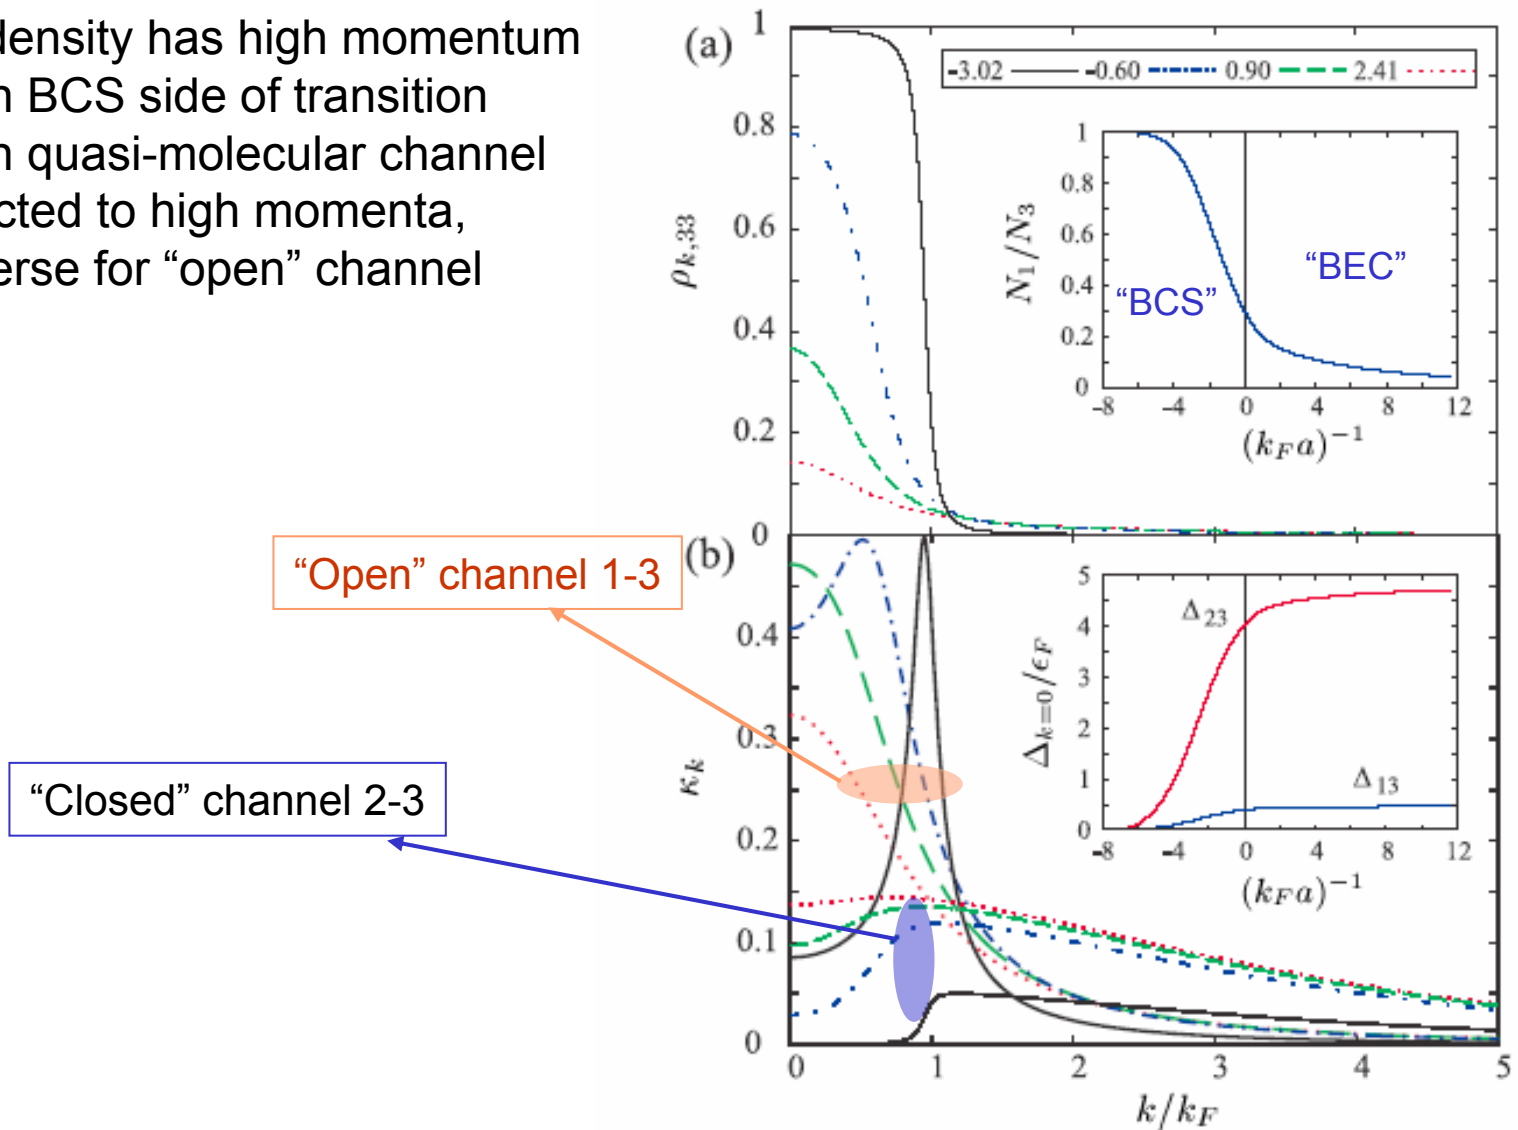 density has high momentum
BCS side of transition
quasi-molecular channel
to high momenta,
for “open” channel
(a)
-3.02 -0.60 0.90 2.41
1
0.8
0.6
0.4
0.2
0
ρk,33
1
0.8
0.6
0.4
0.2
0
N1/N3
“BCS”
“BEC”
-8 -4 0 4 8 12
(kF a)−1
“Open” channel 1-3
“Closed” channel 2-3
(b)
0.4
0.3
0.2
0.1
0
κk
5
4
3
2
1
0
Δk=0/ϵF
Δ23
Δ13
-8 -4 0 4 8 12
(kF a)−1
0 1 2 3 4 5
k/kF